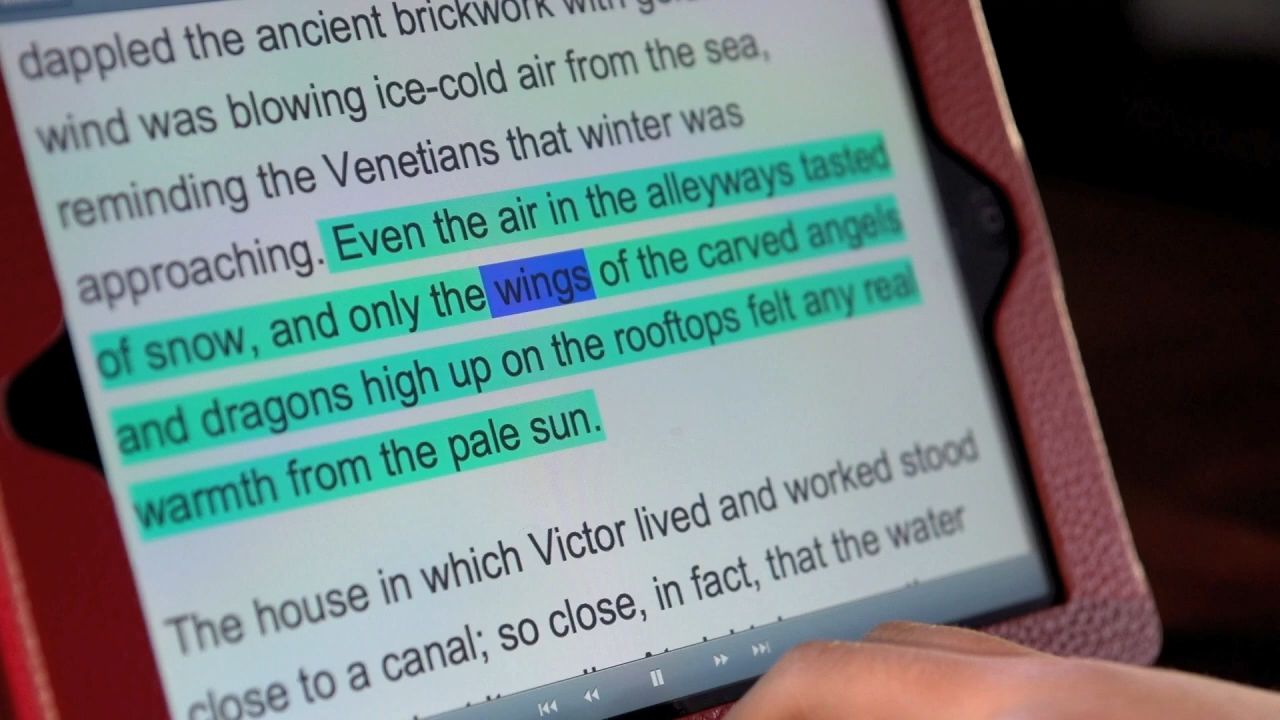 dappled the ancient brickwork with
wind was blowing ice-cold air from the sea,
reminding the Venetians that winter was
approaching. Even the air in the alleyways tasted
of snow, and only the wings of the carved angels
and dragons high up on the rooftops felt any real
warmth from the pale sun.
The house in which Victor lived and worked stood
close to a canal; so close, in fact, that the water